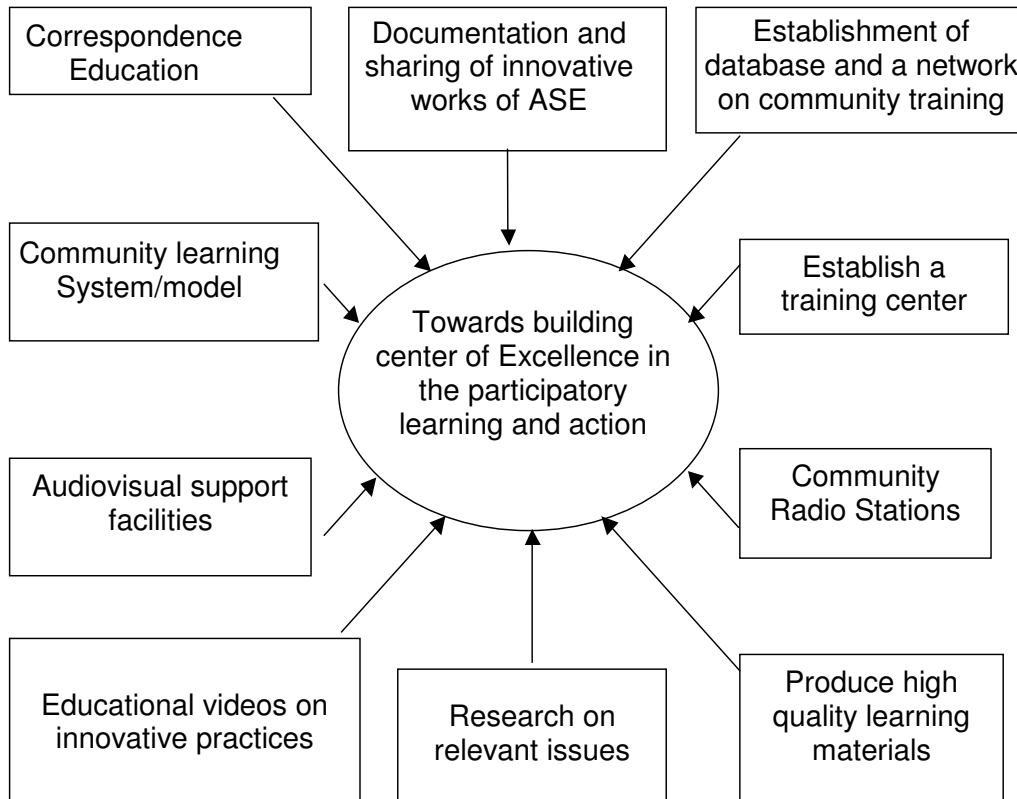 Correspondence
Education
Documentation and
sharing of innovative
works of ASE
Establishment of
database and a network
on community training
Community learning
System/model
Towards building
center of Excellence in
the participatory
learning and action
Establish a
training center
Audiovisual support
facilities
Community
Radio Stations
Educational videos on
innovative practices
Research on
relevant issues
Produce high
quality learning
materials